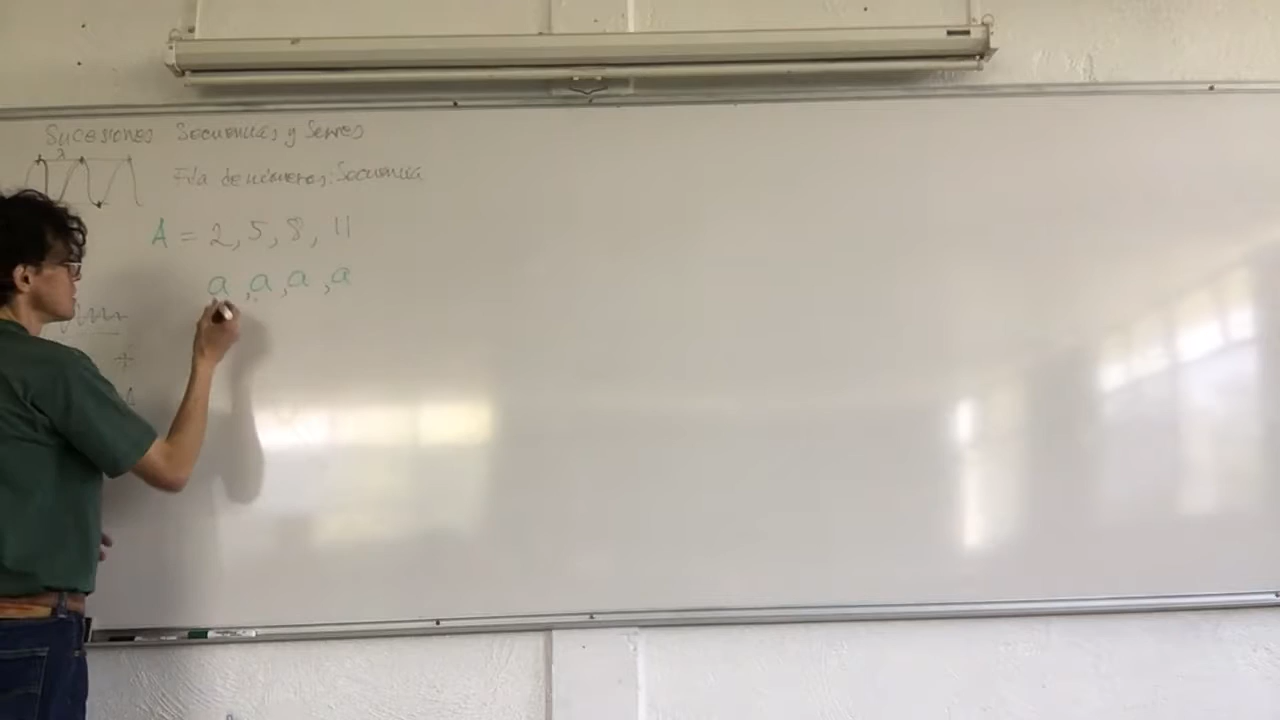 Sucesiones Secuencias y Series
Fila de números: Secuencia
A = 2, 5, 8, 11
a, a, a, a